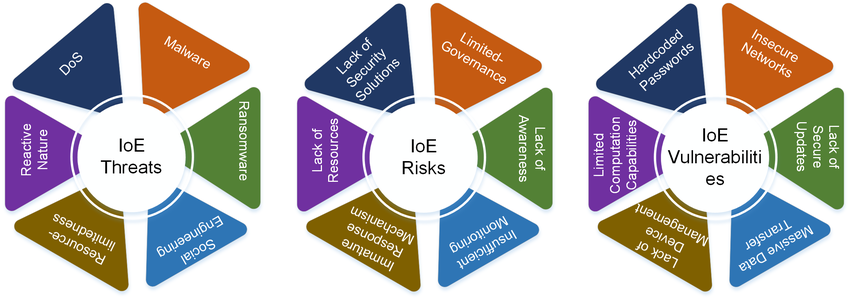 DoS
Malware
Ransomware
Social
Engineering
Resource-
limitedness
Reactive
Nature
IoE
Threats
Lack of
Security
Solutions
Limited-
Governance
Lack of
Awareness
Insufficient
Monitoring
Immature
Response
Mechanism
Lack of
Resources
IoE
Risks
Hardcoded
Passwords
Insecure
Networks
Lack of
Secure
Updates
Massive Data
Transfer
Lack of
Device
Management
Limited
Computation
Capabilities
IoE
Vulnerabiliti
es